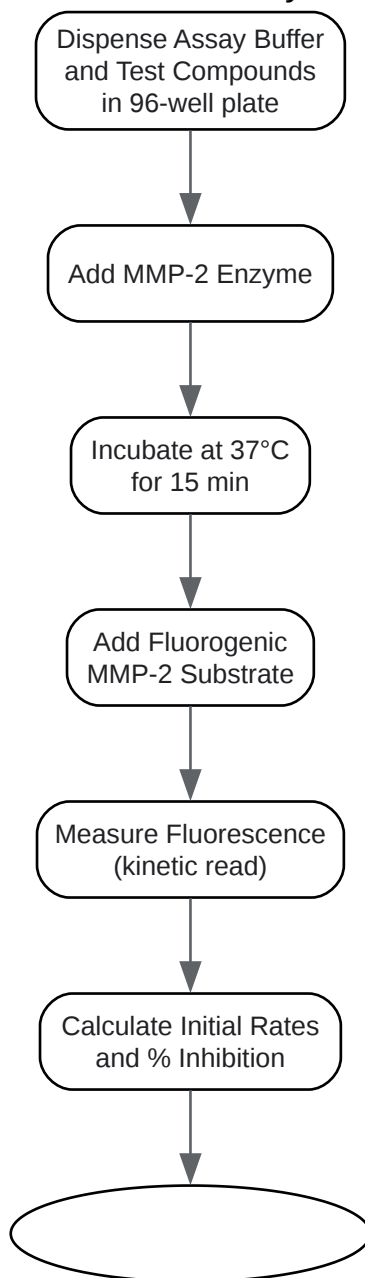 Dispense Assay Buffer
and Test Compounds
in 96-well plate
Add MMP-2 Enzyme
Incubate at 37°C
for 15 min
Add Fluorogenic
MMP-2 Substrate
Measure Fluorescence
(kinetic read)
Calculate Initial Rates
and % Inhibition